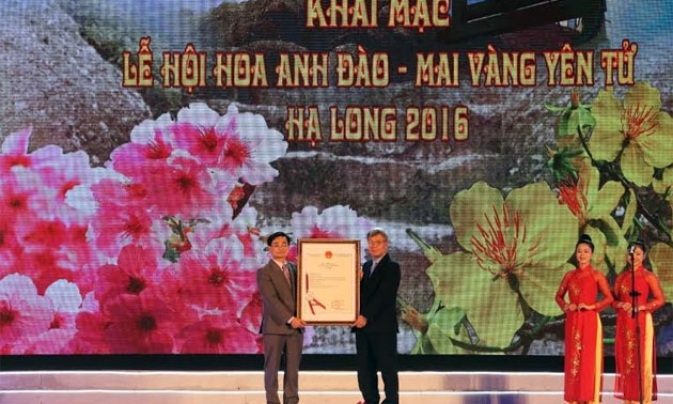 KHAI MẠC
LỄ HỘI HOA ANH ĐÀO - MAI VÀNG YÊN TỬ
HẠ LONG 2016